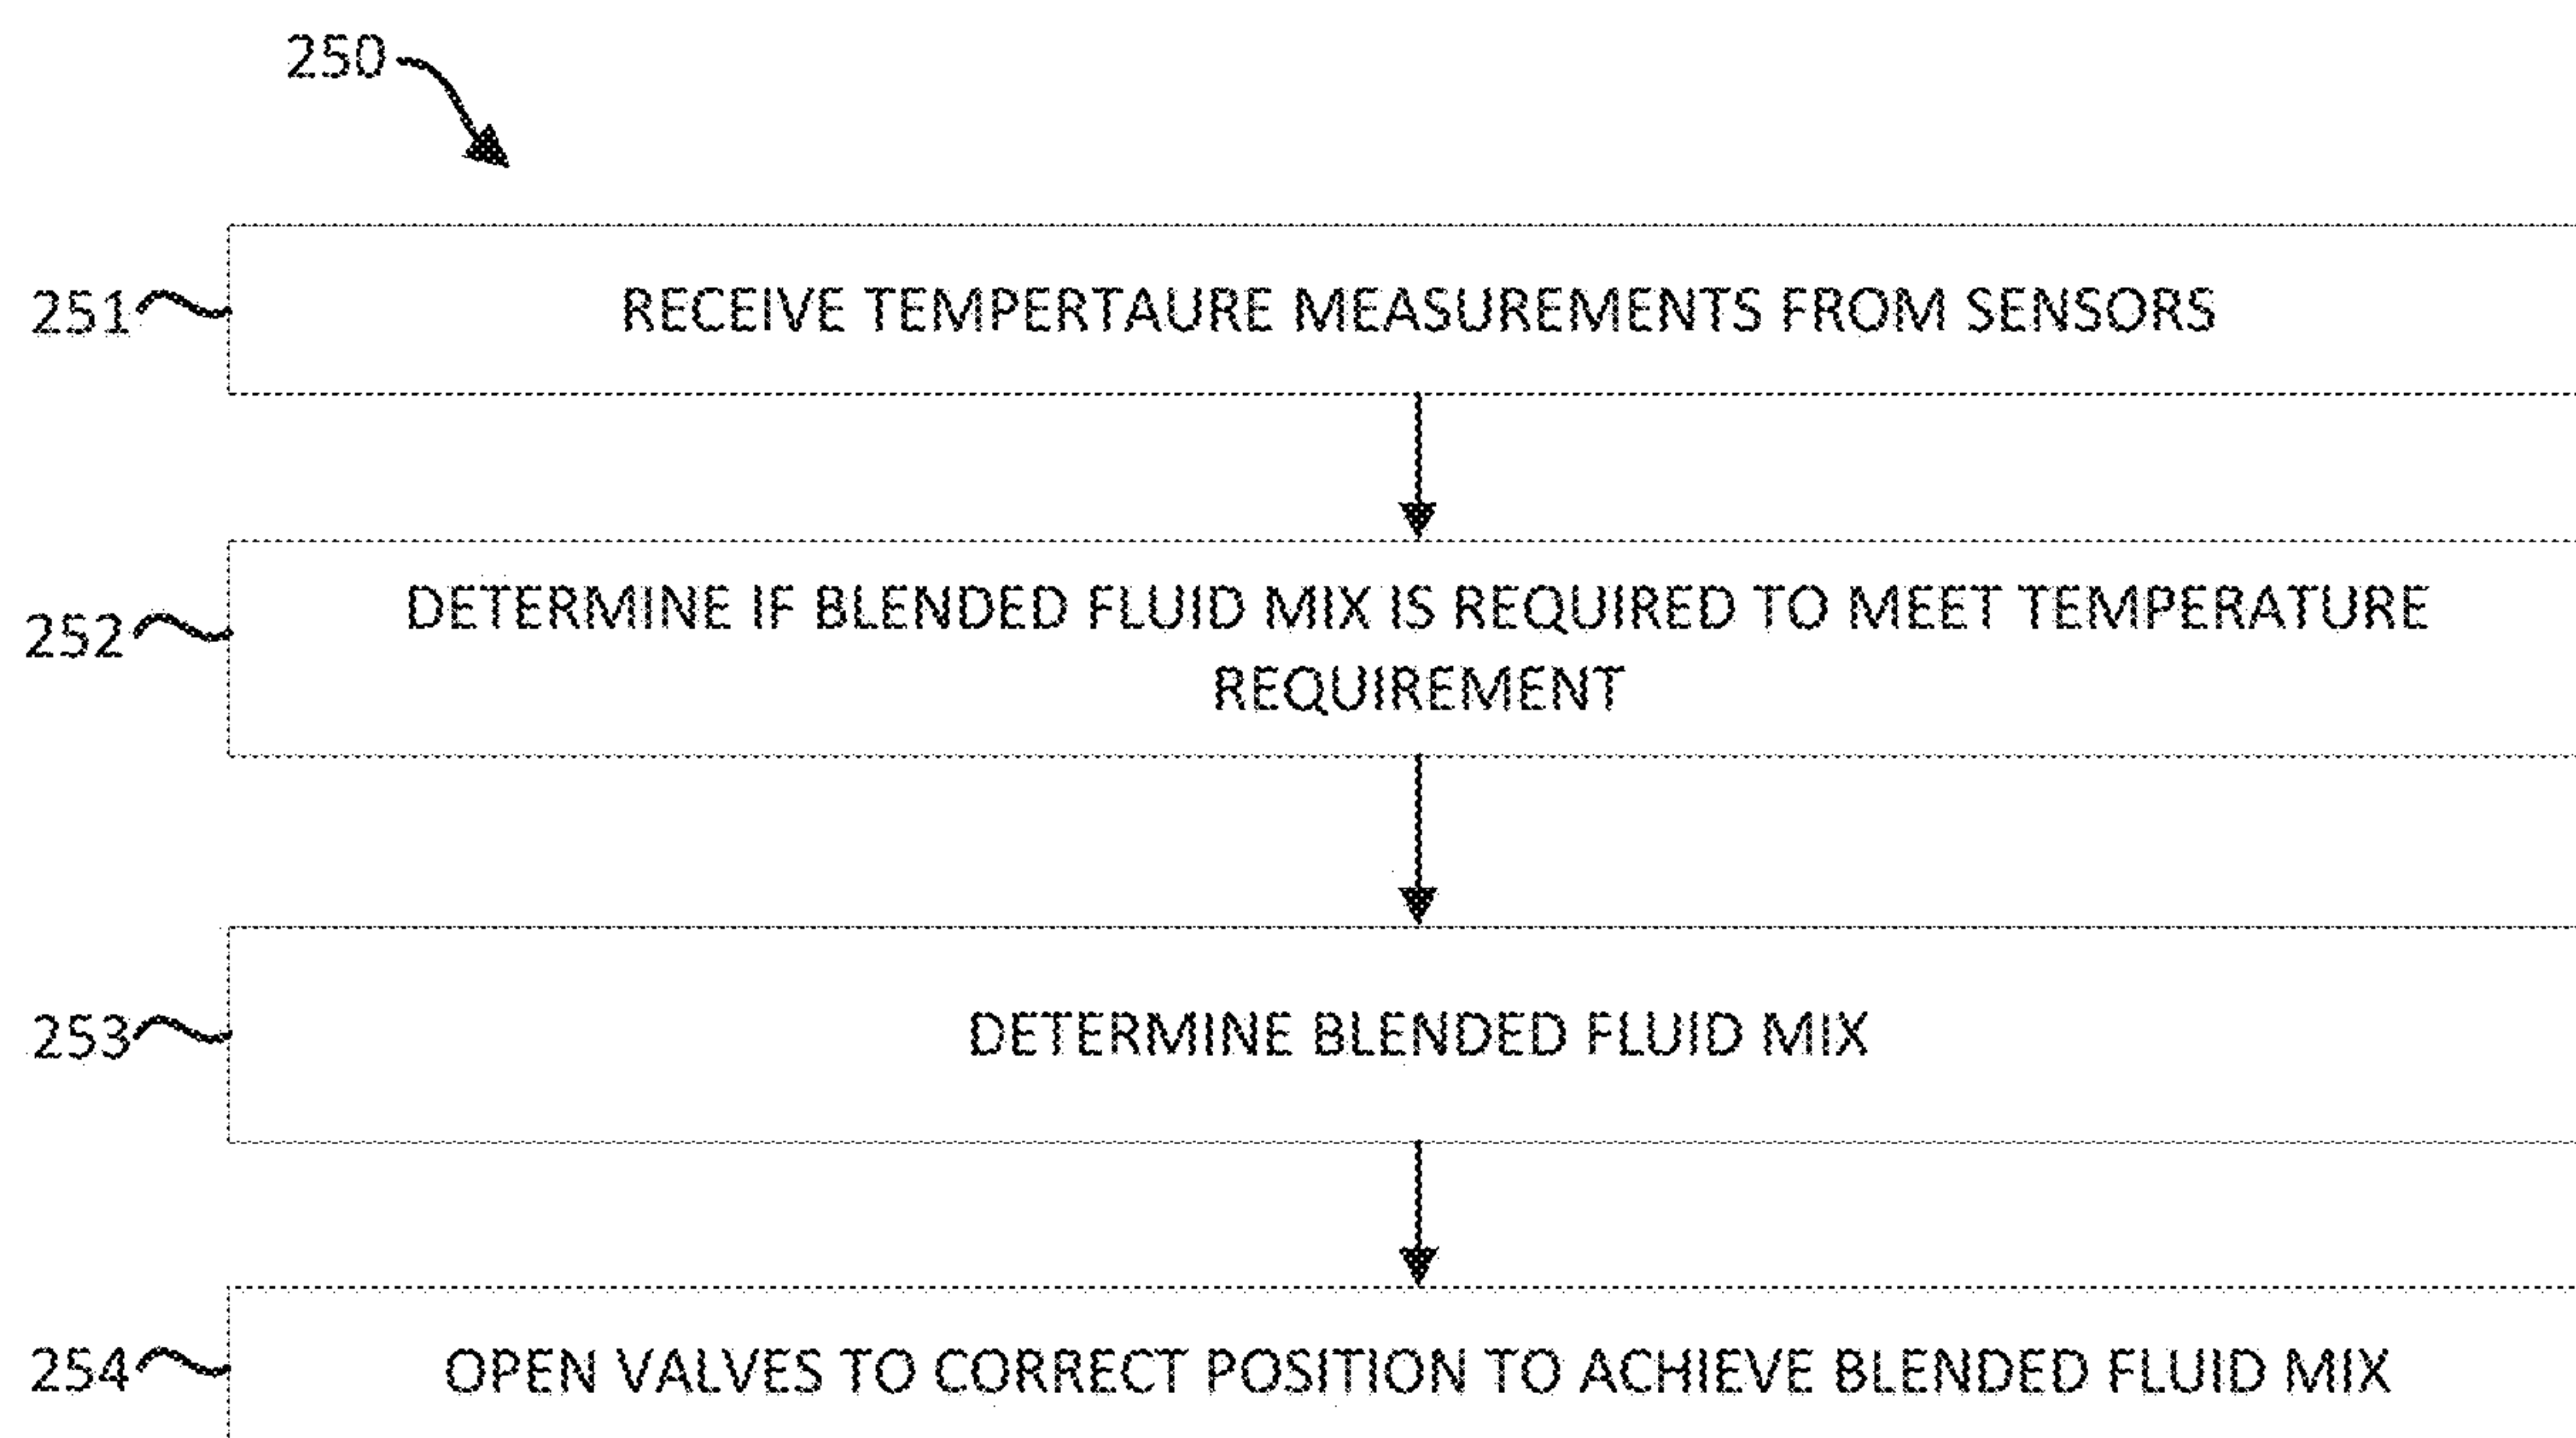 250
251
RECEIVE TEMPERTAURE MEASUREMENTS FROM SENSORS
252
DETERMINE IF BLENDED FLUID MIX IS REQUIRED TO MEET TEMPERATURE
REQUIREMENT
253
DETERMINE BLENDED FLUID MIX
254
OPEN VALVES TO CORRECT POSITION TO ACHIEVE BLENDED FLUID MIX